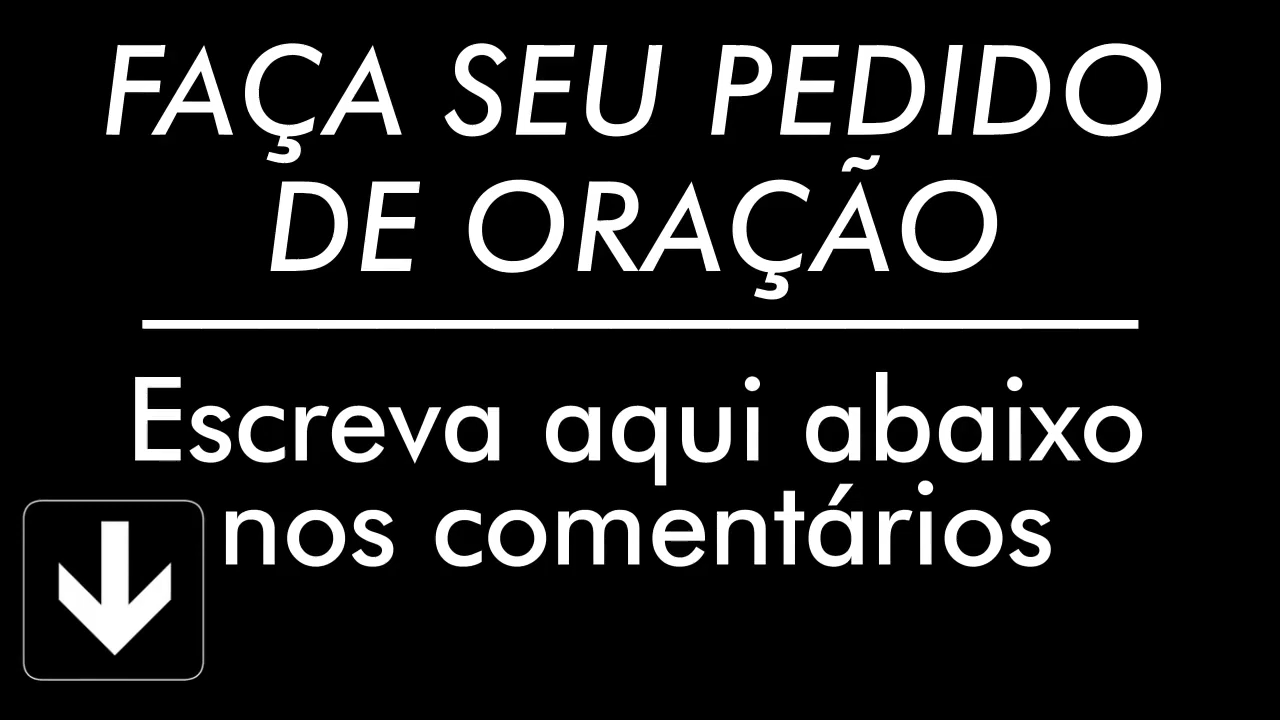 FAÇA SEU PEDIDO
DE ORAÇÃO
Escreva aqui abaixo
nos comentários